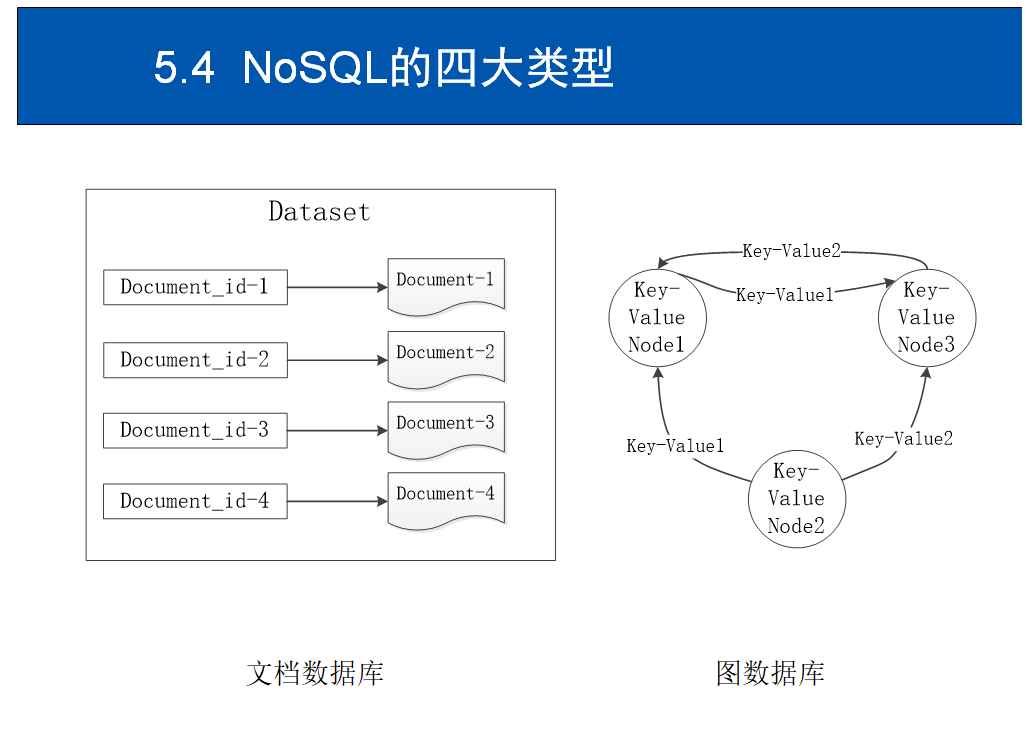 5.4 NoSQL的四大类型
Dataset
Document_id-1
Document-1
Document_id-2
Document-2
Document_id-3
Document-3
Document_id-4
Document-4
Key-Value2
Key-Value1
Key-
Value
Node1
Key-
Value
Node3
Key-Value1
Key-Value2
Key-
Value
Node2
文档数据库
图数据库